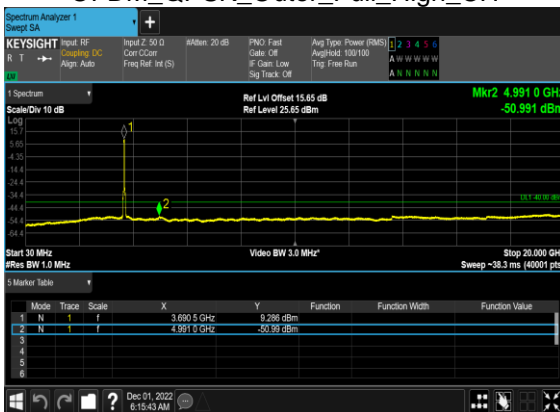 Spectrum Analyzer 1
Swept SA
+
KEYSIGHT
R T
Input: RF
Coupling: DC
Align: Auto
Input Z: 50 Ω
Corr CCorr
Freq Ref: Int (S)
#Atten: 20 dB
PNO: Fast
Gate: Off
IF Gain: Low
Sig Track: Off
Avg Type: Power (RMS)
Avg|Hold: 100/100
Trig: Free Run
1 2 3 4 5 6
A W W W W W
A N N N N N
1 Spectrum
Scale/Div 10 dB
Ref Lvl Offset 15.65 dB
Ref Level 25.65 dBm
Mkr2 4.991 0 GHz
-50.991 dBm
Log
15.7
5.65
-4.35
-14.4
-24.4
-34.4
-44.4
-54.4
1
2
DL1 -40.00 dBm
Start 30 MHz
#Res BW 1.0 MHz
Video BW 3.0 MHz*
Stop 20.000 GH
Sweep ~38.3 ms (40001 pts
5 Marker Table
Mode Trace Scale X Y Function Function Width Function Value
1 N 1 f 3.690 5 GHz 9.286 dBm
2 N 1 f 4.991 0 GHz -50.99 dBm
3
4
5
6
?
Dec 01, 2022
6:15:43 AM